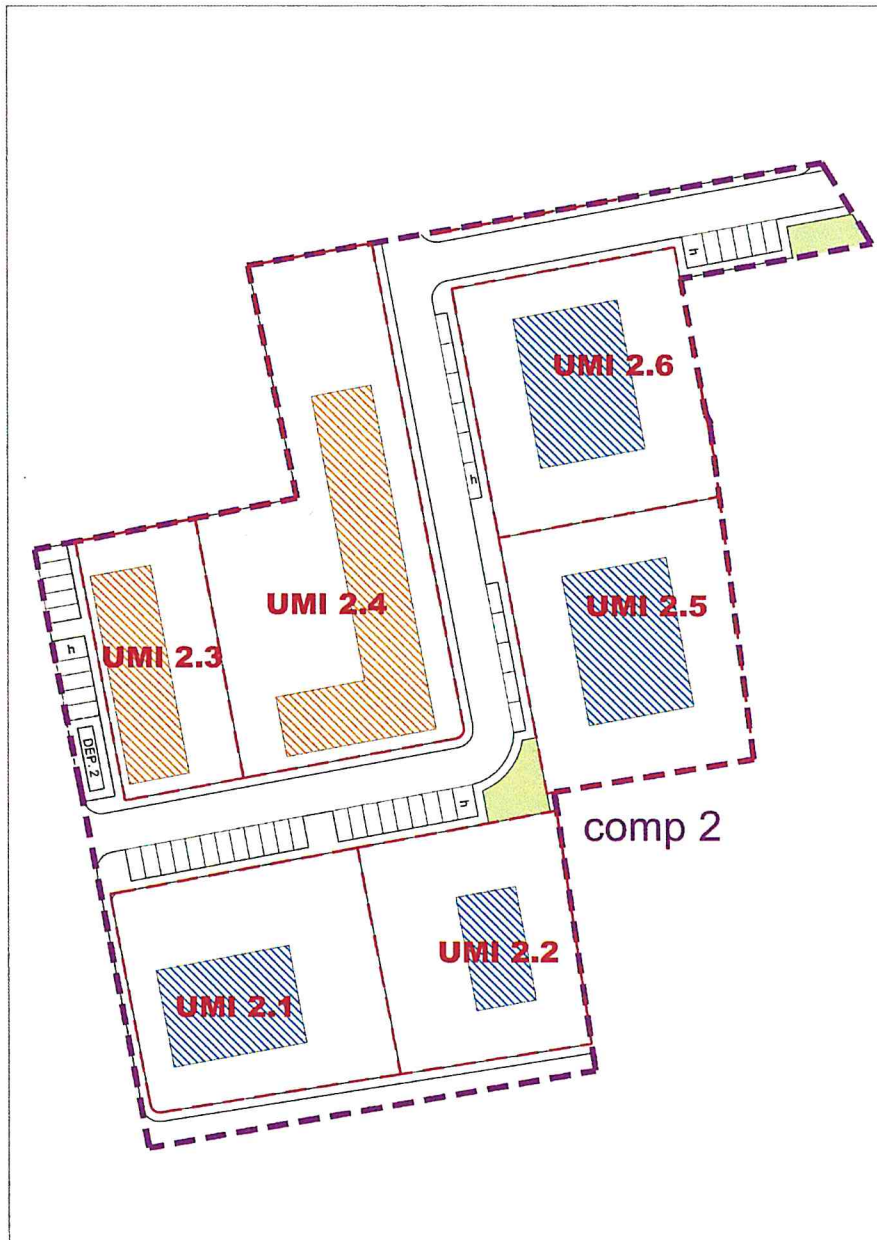 h
UMI 2.6
h
UMI 2.4
UMI 2.5
h
UMI 2.3
DEP. 2
h
comp 2
UMI 2.2
UMI 2.1